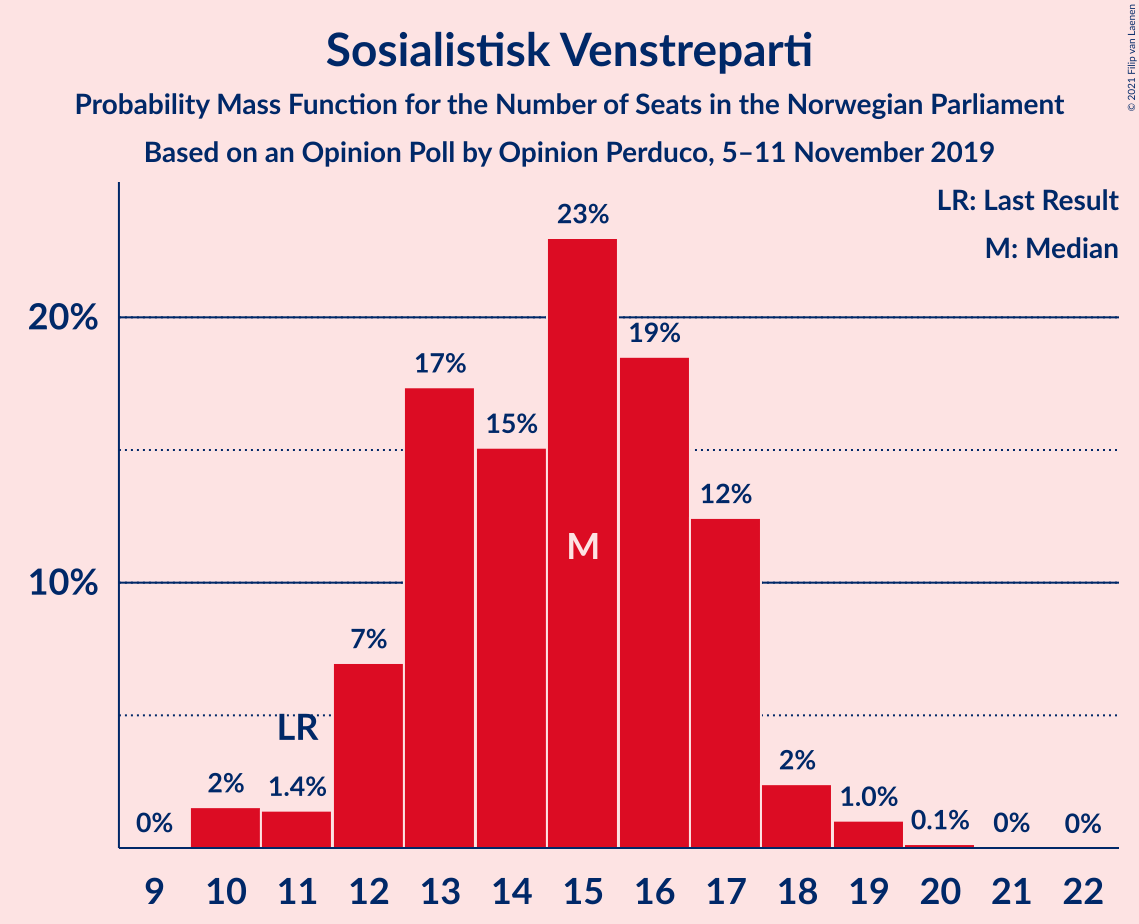 Sosialistisk Venstreparti
Probability Mass Function for the Number of Seats in the Norwegian Parliament
Based on an Opinion Poll by Opinion Perduco, 5–11 November 2019
© 2021 Filip van Laenen
LR: Last Result
M: Median
20%
10%
0%
2%
1.4%
7%
17%
15%
23%
19%
12%
2%
1.0%
0.1%
0%
0%
LR
M
9 10 11 12 13 14 15 16 17 18 19 20 21 22